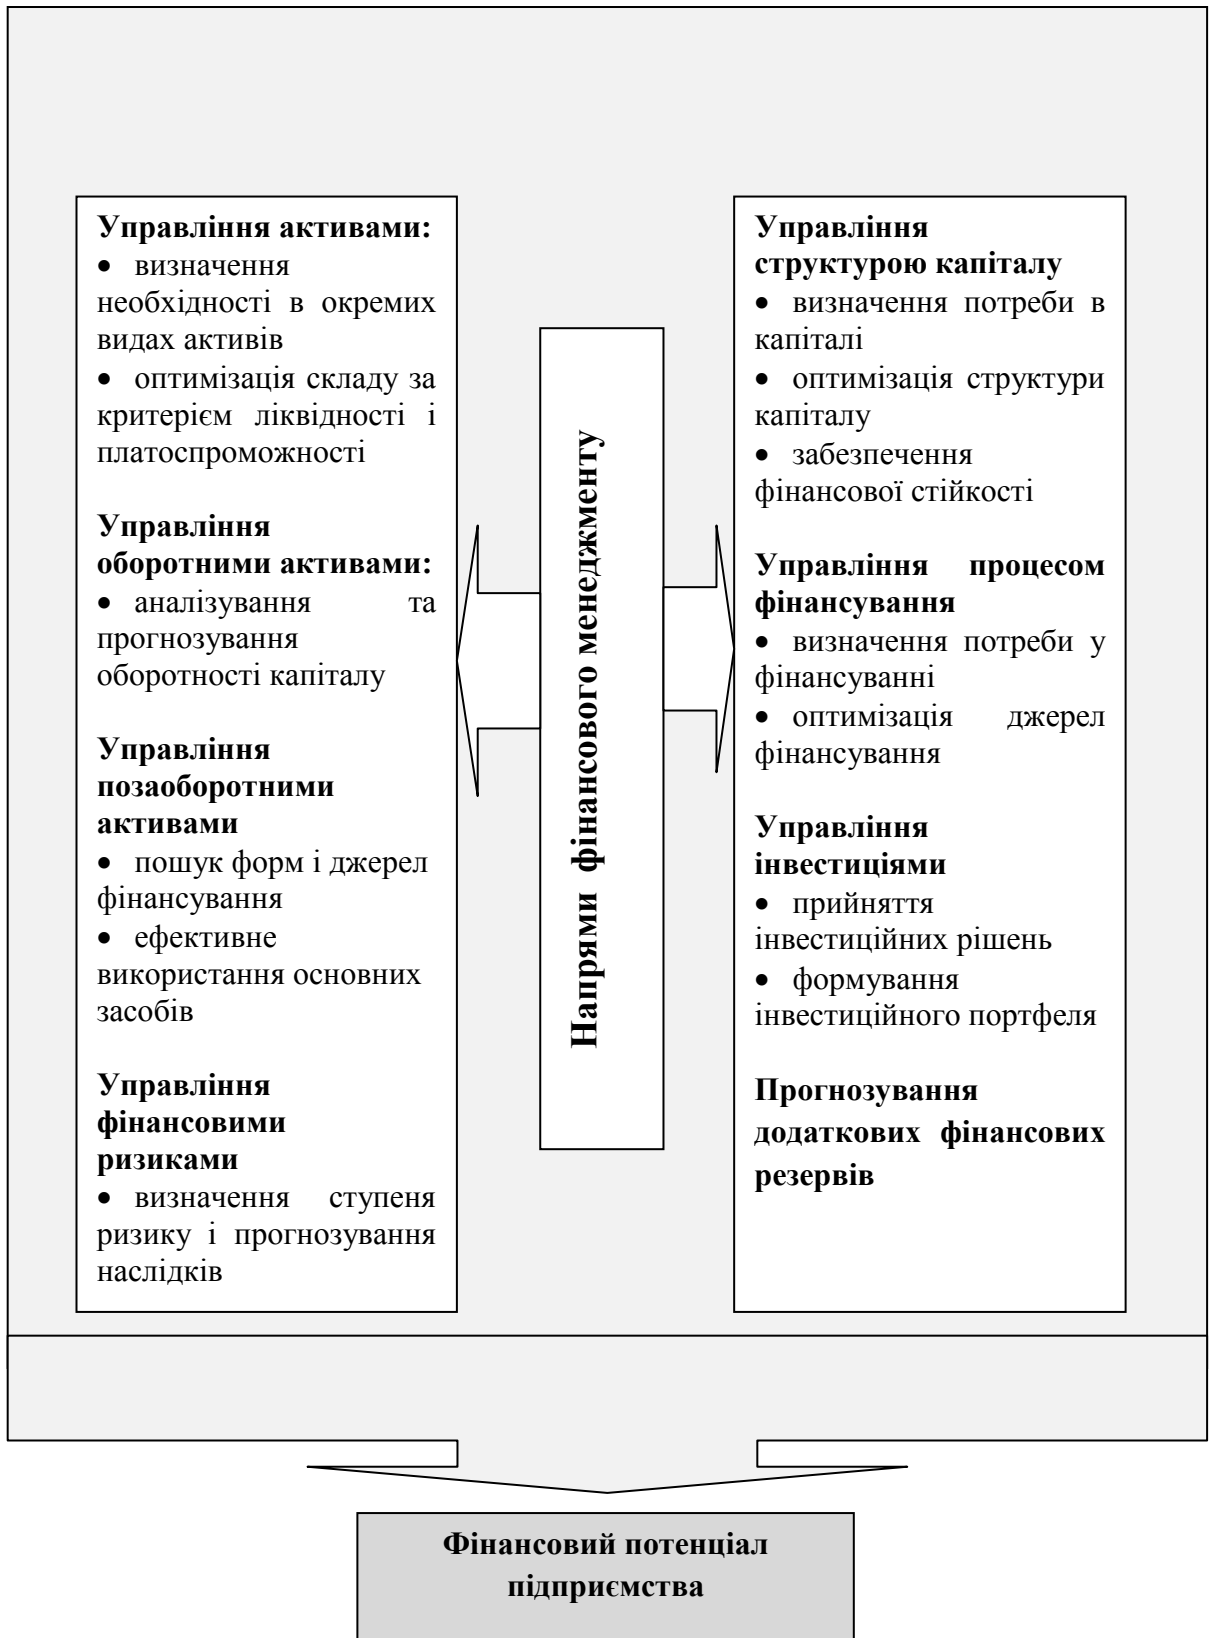 Управління активами:
• визначення
необхідності в окремих
видах активів
• оптимізація складу за
критерієм ліквідності і
платоспроможності
Управління
оборотними активами:
• аналізування та
прогнозування
оборотності капіталу
Управління
позаоборотними
активами
• пошук форм і джерел
фінансування
• ефективне
використання основних
засобів
Управління
фінансовими
ризиками
• визначення ступеня
ризику і прогнозування
наслідків
Напрями фінансового менеджменту
Управління
структурою капіталу
• визначення потреби в
капіталі
• оптимізація структури
капіталу
• забезпечення
фінансової стійкості
Управління процесом
фінансування
• визначення потреби у
фінансуванні
• оптимізація джерел
фінансування
Управління
інвестиціями
• прийняття
інвестиційних рішень
• формування
інвестиційного портфеля
Прогнозування
додаткових фінансових
резервів
Фінансовий потенціал
підприємства